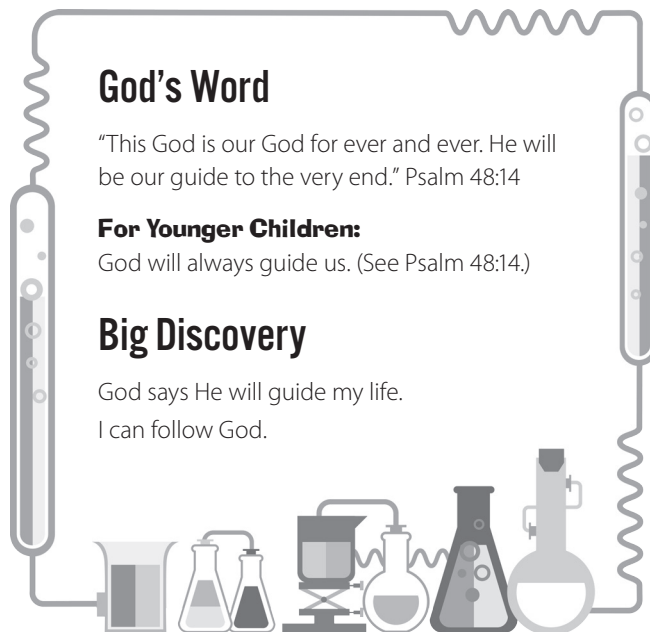 God’s Word
“This God is our God for ever and ever. He will
be our guide to the very end.” Psalm 48:14
For Younger Children:
God will always guide us. (See Psalm 48:14.)
Big Discovery
God says He will guide my life.
I can follow God.